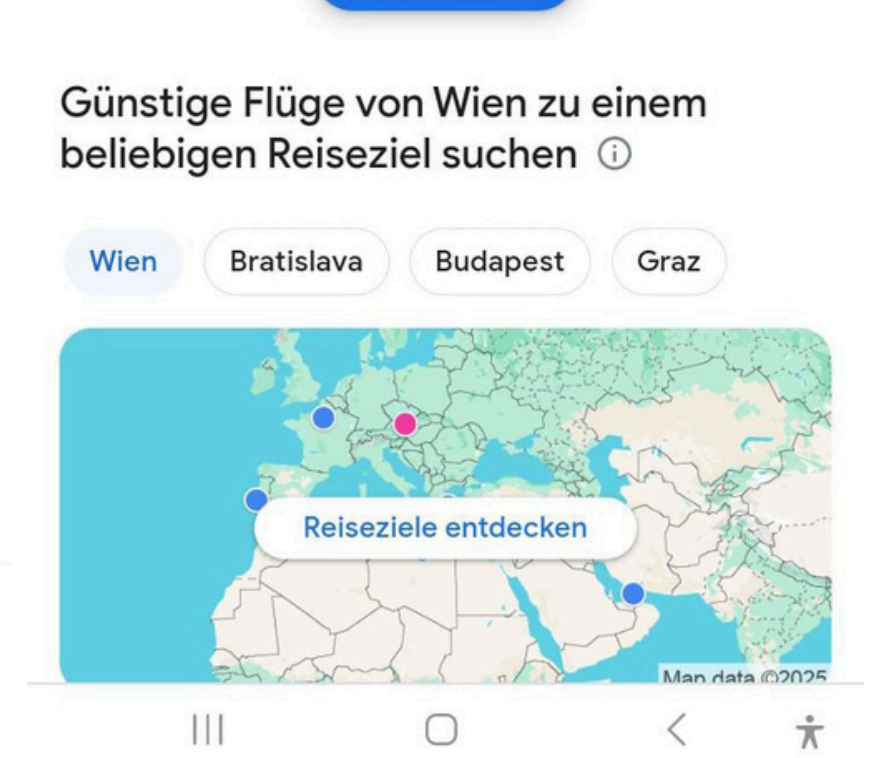 Günstige Flüge von Wien zu einem
beliebigen Reiseziel suchen
Wien
Bratislava
Budapest
Graz
Reiseziele entdecken
Map data ©2025